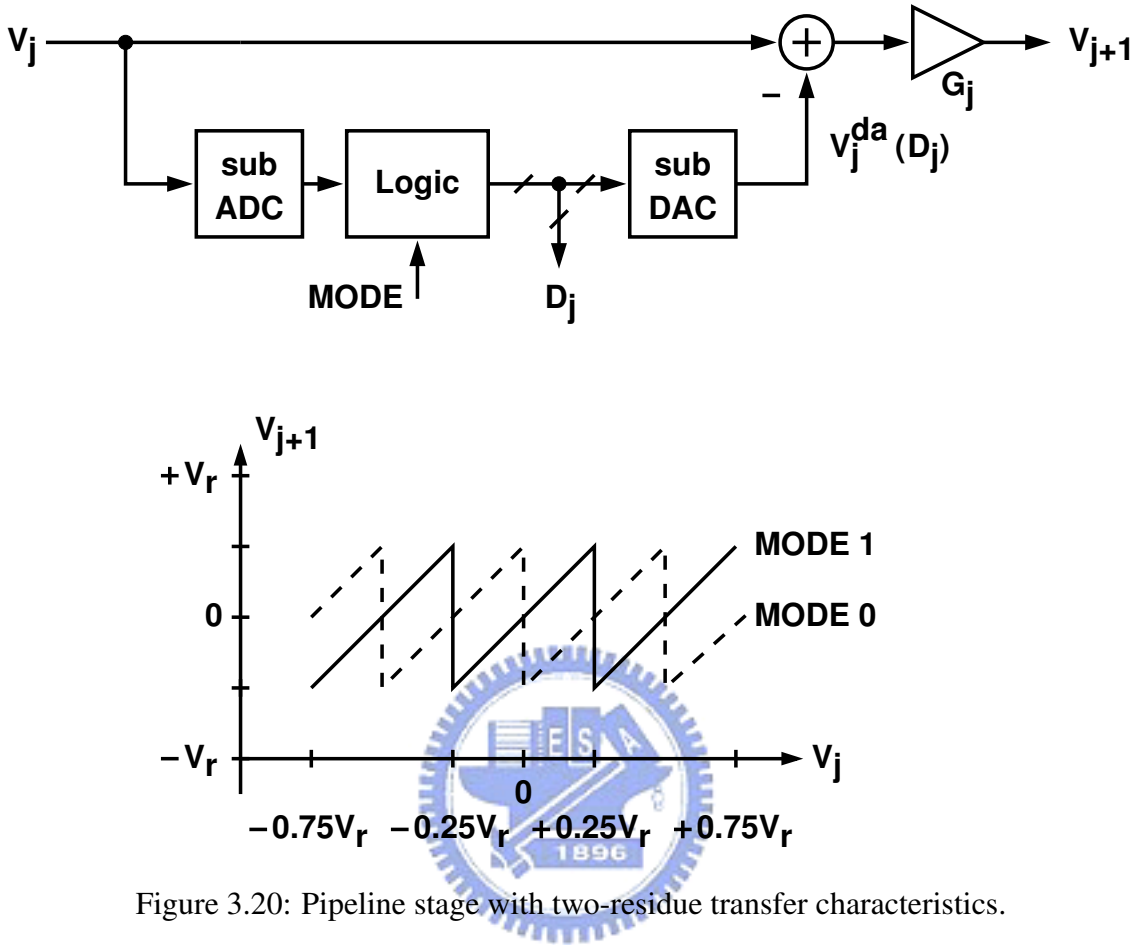 Vj
+
Vj+1
−
Gj
Vj^da (Dj)
sub
ADC
Logic
sub
DAC
MODE
Dj
Vj+1
+Vr
MODE 1
0
MODE 0
E S A
−Vr
Vj
0
−0.75Vr −0.25Vr +0.25Vr +0.75Vr
1896
Figure 3.20: Pipeline stage with two-residue transfer characteristics.